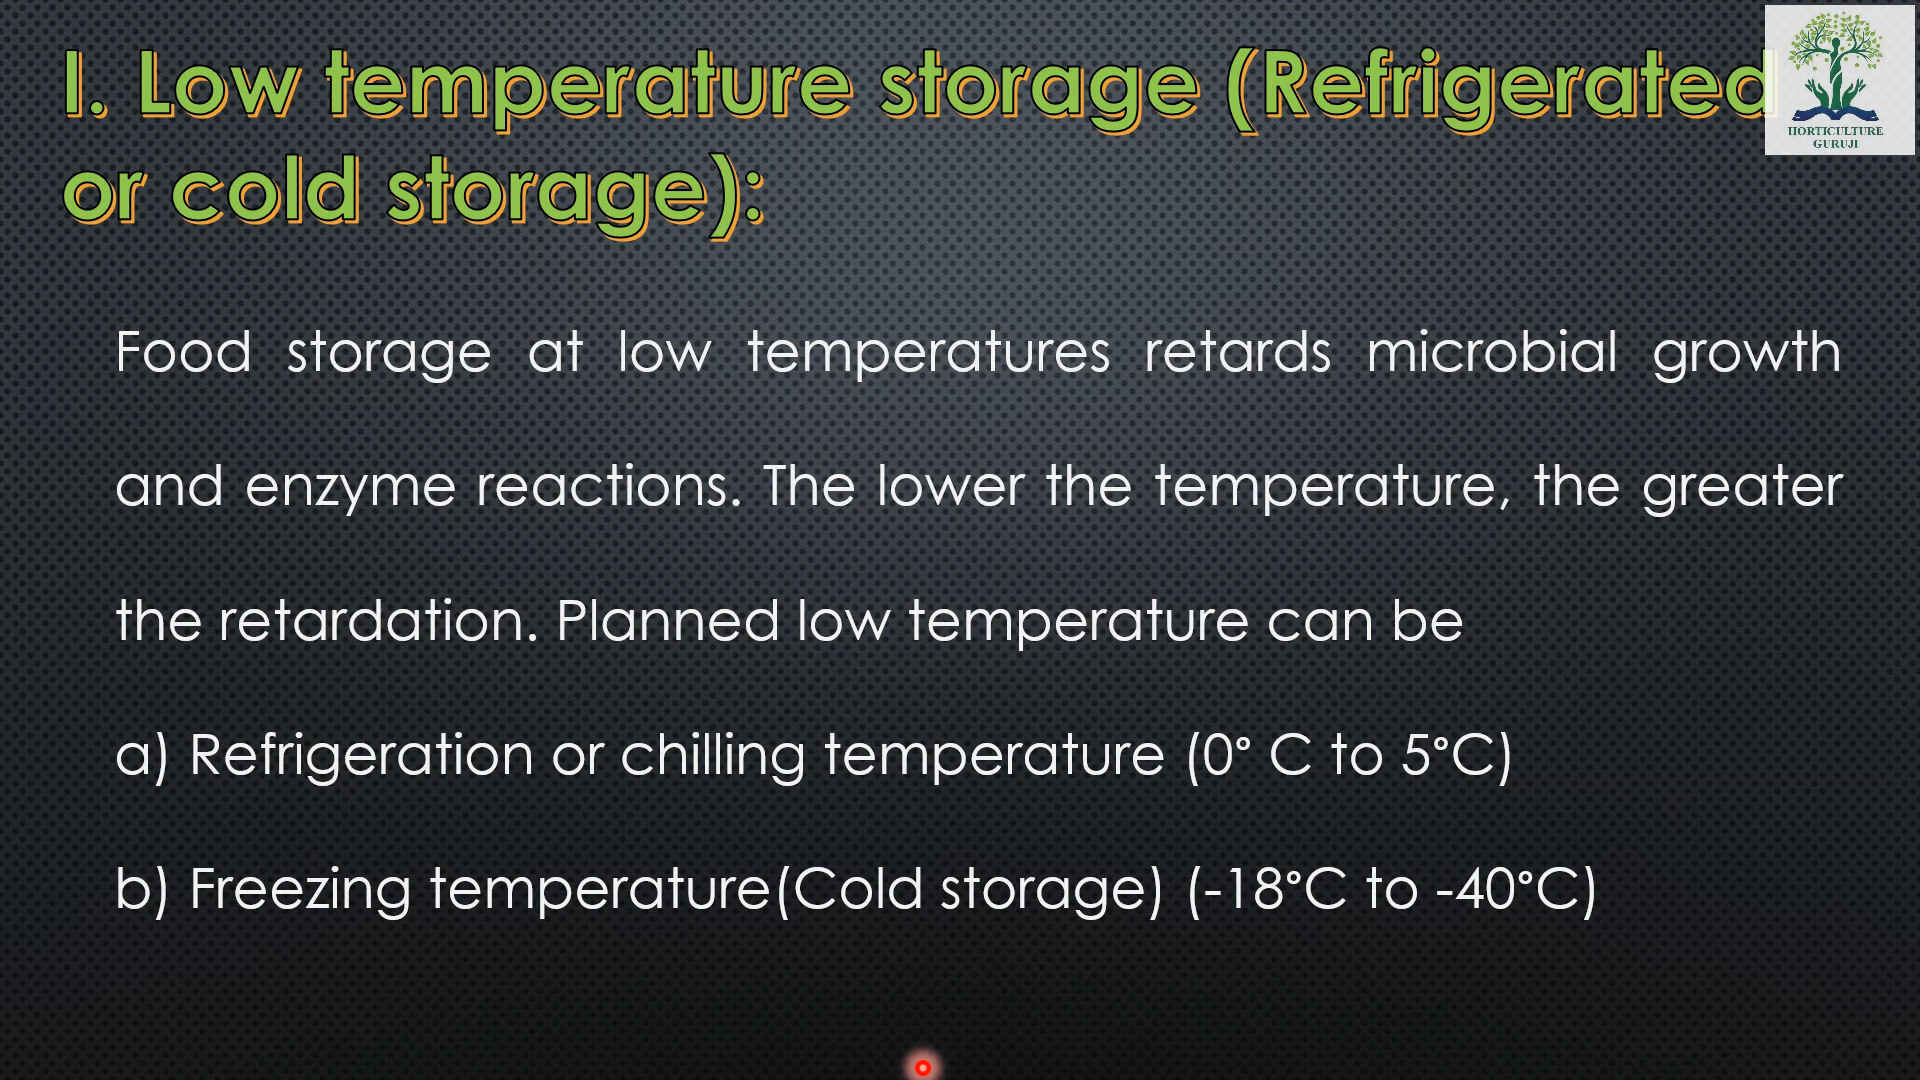 I. Low temperature storage (Refrigerated
or cold storage):
HORTICULTURE
GURUJI
Food storage at low temperatures retards microbial growth
and enzyme reactions. The lower the temperature, the greater
the retardation. Planned low temperature can be
a) Refrigeration or chilling temperature (0° C to 5°C)
b) Freezing temperature(Cold storage) (-18°C to -40°C)